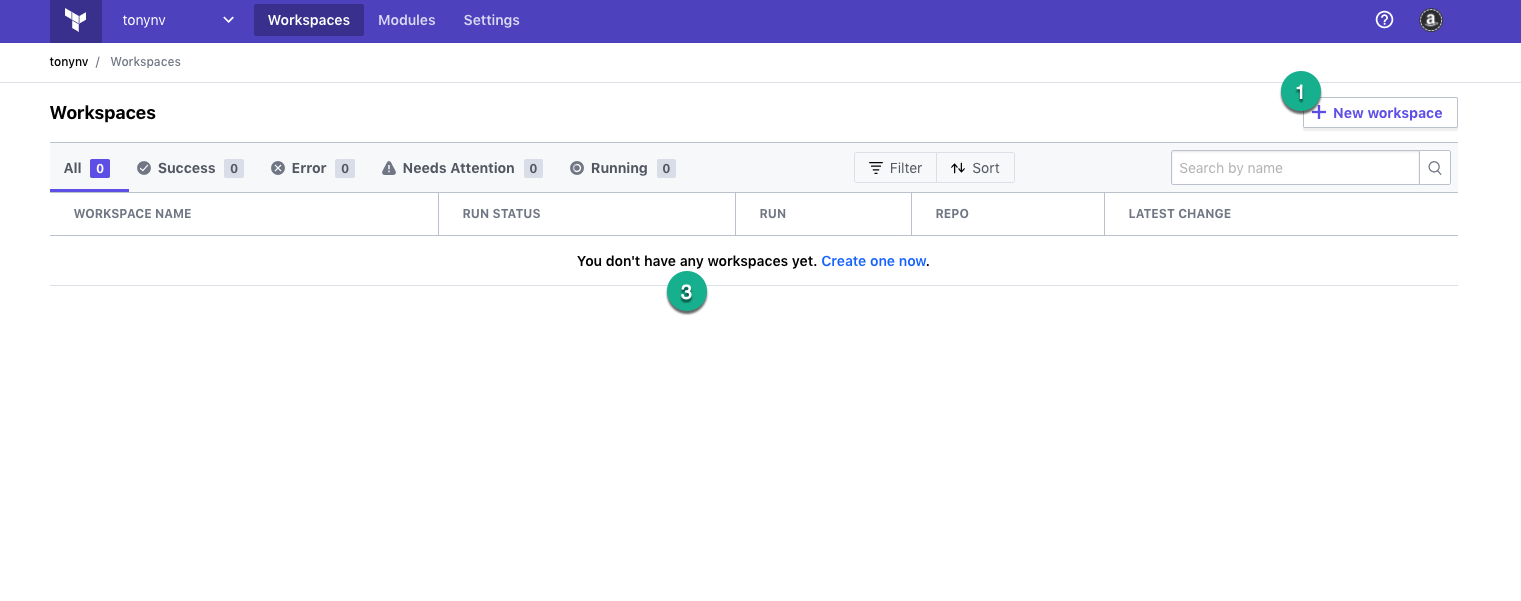 tonynv Workspaces Modules Settings
tonynv / Workspaces
Workspaces
1
+ New workspace
All 0 Success 0 Error 0 Needs Attention 0 Running 0 Filter Sort Search by name
WORKSPACE NAME RUN STATUS RUN REPO LATEST CHANGE
You don't have any workspaces yet. Create one now.
3